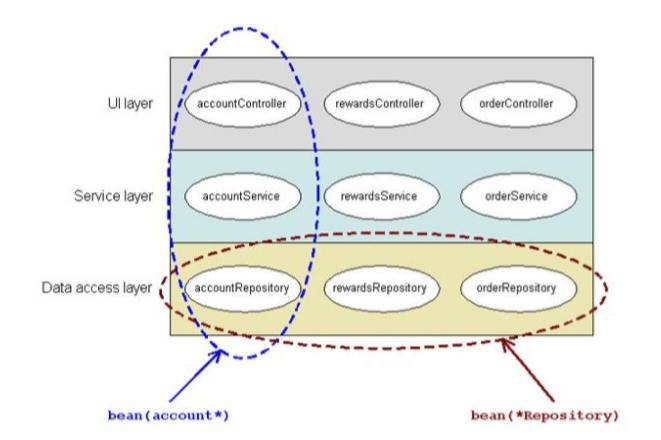 UI layer
accountController
rewardsController
orderController
Service layer
accountService
rewardsService
orderService
Data access layer
accountRepository
rewardsRepository
orderRepository
bean(account*)
bean(*Repository)